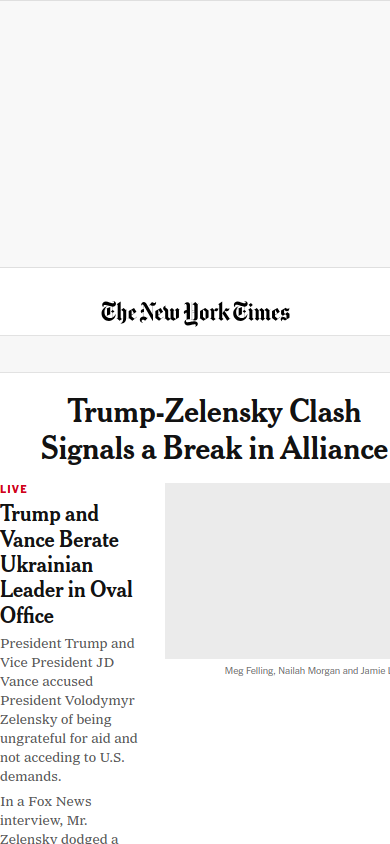 The New York Times
Trump-Zelensky Clash
Signals a Break in Alliance
LIVE
Trump and
Vance Berate
Ukrainian
Leader in Oval
Office
President Trump and
Vice President JD
Vance accused
President Volodymyr
Zelensky of being
ungrateful for aid and
not acceding to U.S.
demands.
In a Fox News
interview, Mr.
Zelensky dodged a
Meg Felling, Nailah Morgan and Jamie